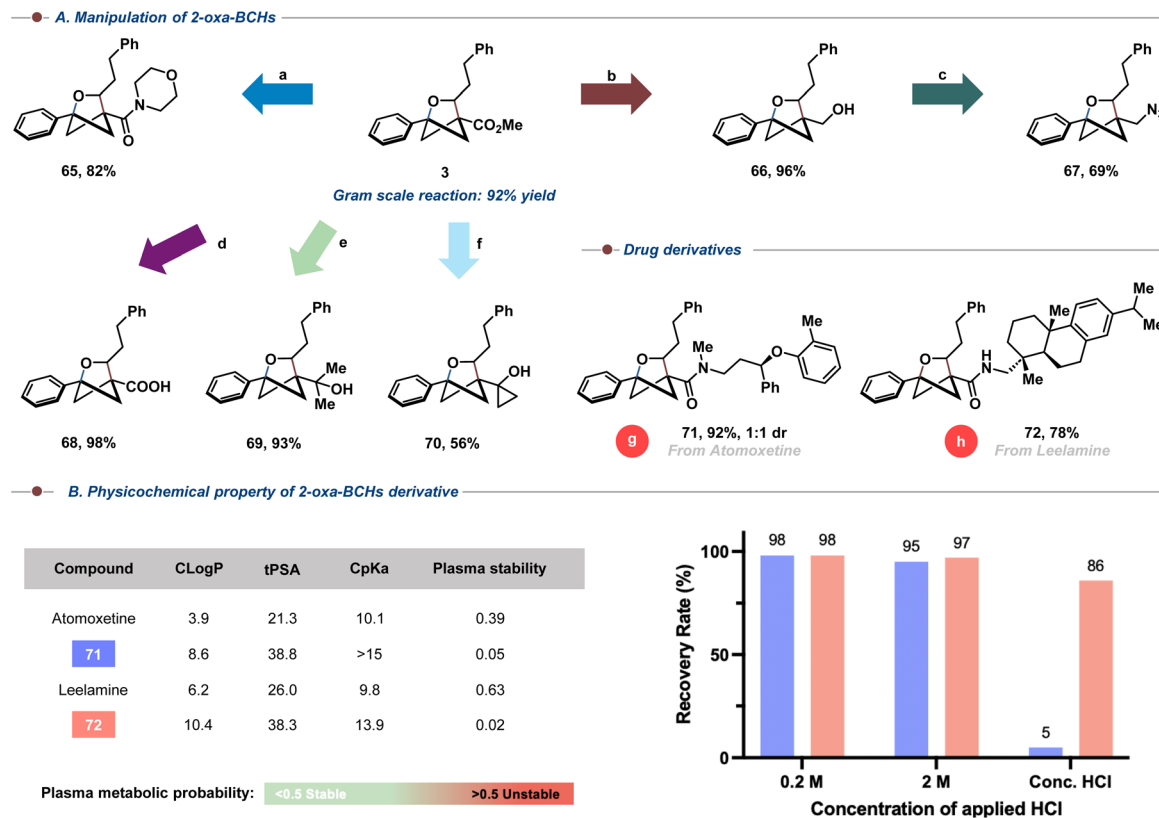 A. Manipulation of 2-oxa-BCHs
Ph
O
N
O
O
65, 82%
a
Ph
O
CO2Me
3
Gram scale reaction: 92% yield
b
Ph
O
OH
66, 96%
c
Ph
O
67, 69%
d
e
f
Ph
O
COOH
68, 98%
Ph
O
Me
OH
Me
69, 93%
Ph
O
OH
70, 56%
Drug derivatives
Ph
O
Me
N
O
Ph
O
Me
g
71, 92%, 1:1 dr
From Atomoxetine
Ph
O
O
H
N
Me
Me
Me
Me
h
72, 78%
From Leelamine
B. Physicochemical property of 2-oxa-BCHs derivative
Compound CLogP tPSA CpKa Plasma stability
Atomoxetine 3.9 21.3 10.1 0.39
71 8.6 38.8 >15 0.05
Leelamine 6.2 26.0 9.8 0.63
72 10.4 38.3 13.9 0.02
Plasma metabolic probability: <0.5 Stable >0.5 Unstable
Recovery Rate (%)
100
50
0
98 98
95 97
5 86
0.2 M 2 M Conc. HCl
Concentration of applied HCl